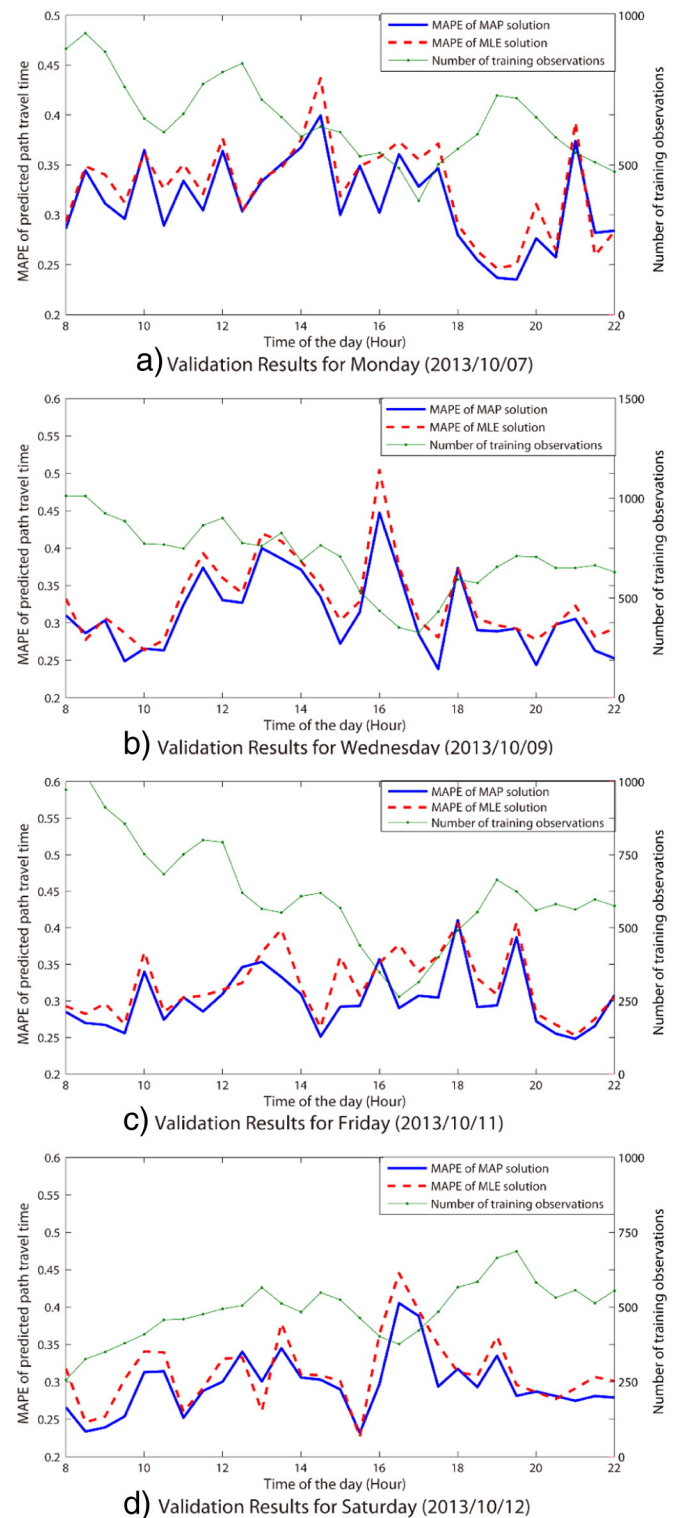 0.5
0.45
0.4
0.35
0.3
0.25
0.2
MAPE of predicted path travel time
MAPE of MAP solution
MAPE of MLE solution
Number of training observations
1000
500
0
Number of training observations
8 10 12 14 16 18 20 22
Time of the day (Hour)
a) Validation Results for Monday (2013/10/07)
0.6
0.55
0.5
0.45
0.4
0.35
0.3
0.25
0.2
MAPE of predicted path travel time
MAPE of MAP solution
MAPE of MLE solution
Number of training observations
1500
1000
500
0
Number of training observations
8 10 12 14 16 18 20 22
Time of the day (Hour)
b) Validation Results for Wednesday (2013/10/09)
0.6
0.55
0.5
0.45
0.4
0.35
0.3
0.25
0.2
MAPE of predicted path travel time
MAPE of MAP solution
MAPE of MLE solution
Number of training observations
1000
750
500
250
0
Number of training observations
8 10 12 14 16 18 20 22
Time of the day (Hour)
c) Validation Results for Friday (2013/10/11)
0.6
0.55
0.5
0.45
0.4
0.35
0.3
0.25
0.2
MAPE of predicted path travel time
MAPE of MAP solution
MAPE of MLE solution
Number of training observations
1000
750
500
250
0
Number of training observations
8 10 12 14 16 18 20 22
Time of the day (Hour)
d) Validation Results for Saturday (2013/10/12)